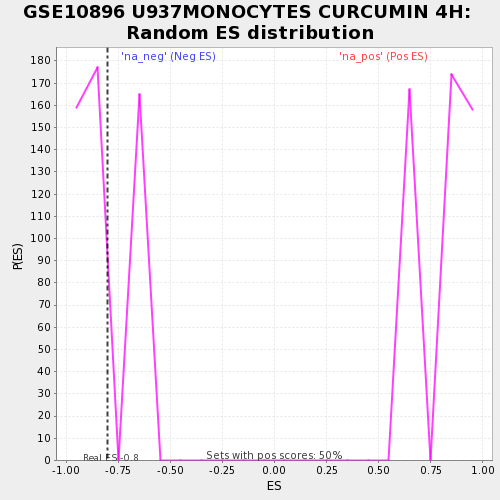 GSE10896 U937MONOCYTES CURCUMIN 4H:
Random ES distribution
'na_neg' (Neg ES)
'na_pos' (Pos ES)
180
170
160
150
140
130
120
110
100
90
80
70
60
50
40
30
20
10
0
P(ES)
Real ES -0.8
Sets with pos scores: 50%
-1.00 -0.75 -0.50 -0.25 0.00 0.25 0.50 0.75 1.00
ES